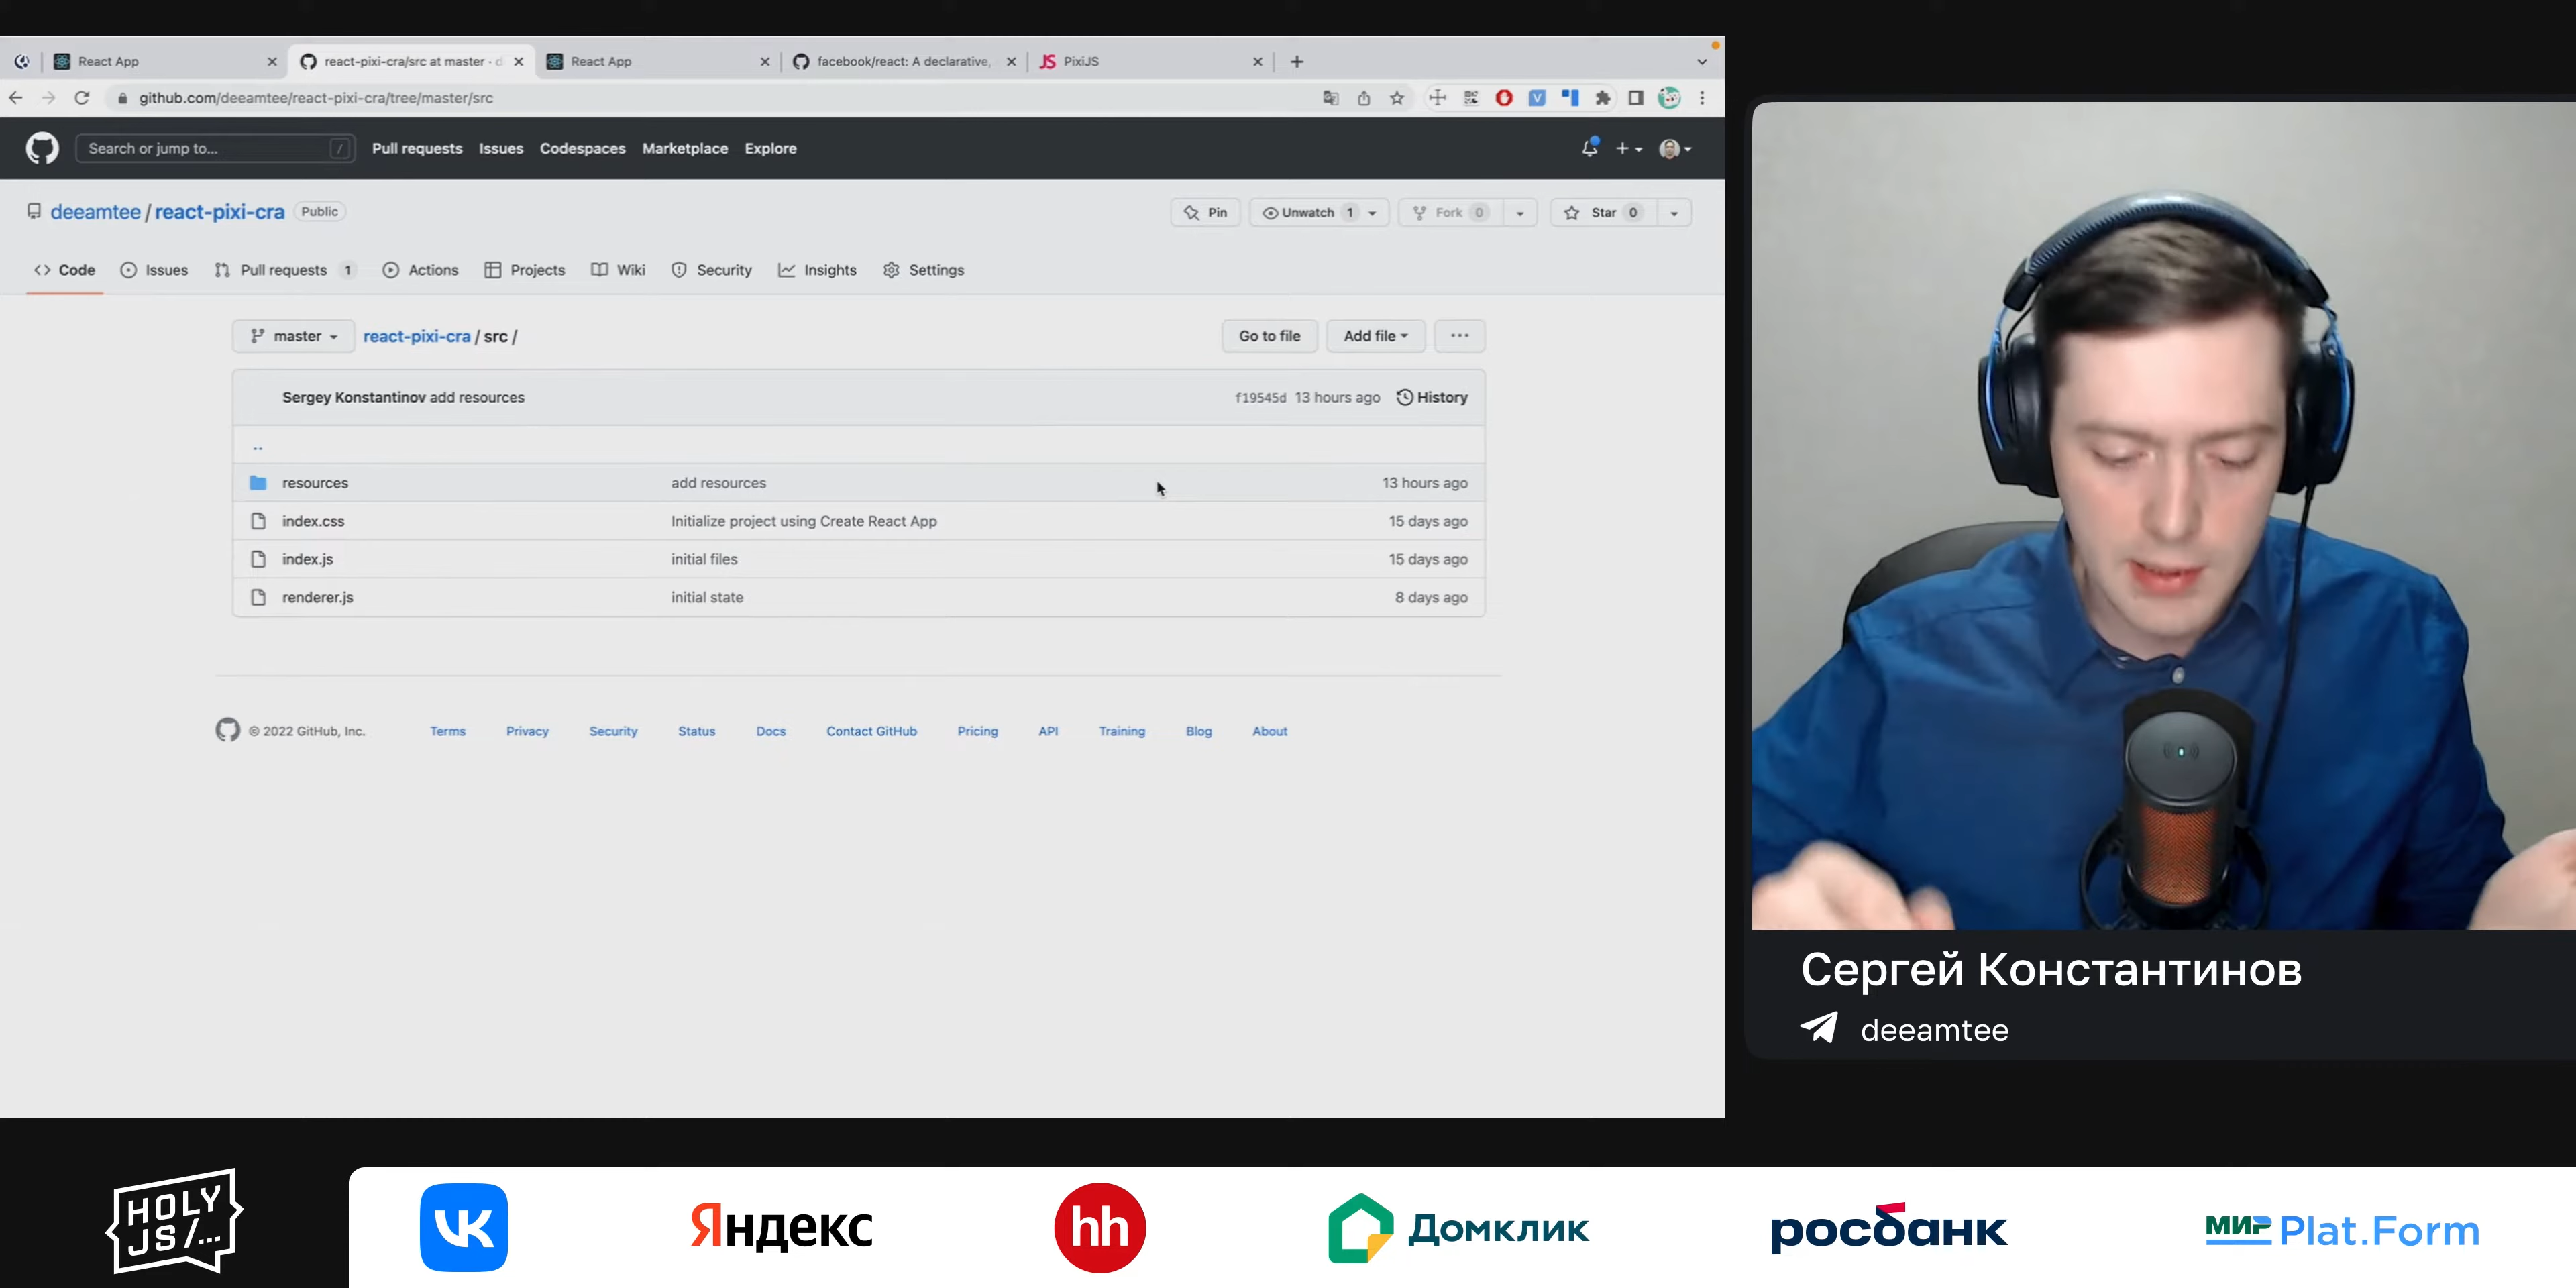 React App
react-pixi-cra/src at master · d
React App
facebook/react: A declarative,
JS PixiJS
github.com/deeamtee/react-pixi-cra/tree/master/src
Search or jump to... /
Pull requests Issues Codespaces Marketplace Explore
deeamtee / react-pixi-cra Public
Pin Unwatch 1 Fork 0 Star 0
Code Issues Pull requests 1 Actions Projects Wiki Security Insights Settings
master react-pixi-cra / src / Go to file Add file ...
Sergey Konstantinov add resources f19545d 13 hours ago History
..
resources add resources 13 hours ago
index.css Initialize project using Create React App 15 days ago
index.js initial files 15 days ago
renderer.js initial state 8 days ago
© 2022 GitHub, Inc. Terms Privacy Security Status Docs Contact GitHub Pricing API Training Blog About
Сергей Константинов
deeamtee
HOLY
JS/...
VK
Яндекс
hh
Домклик
росбанк
МИР Plat.Form